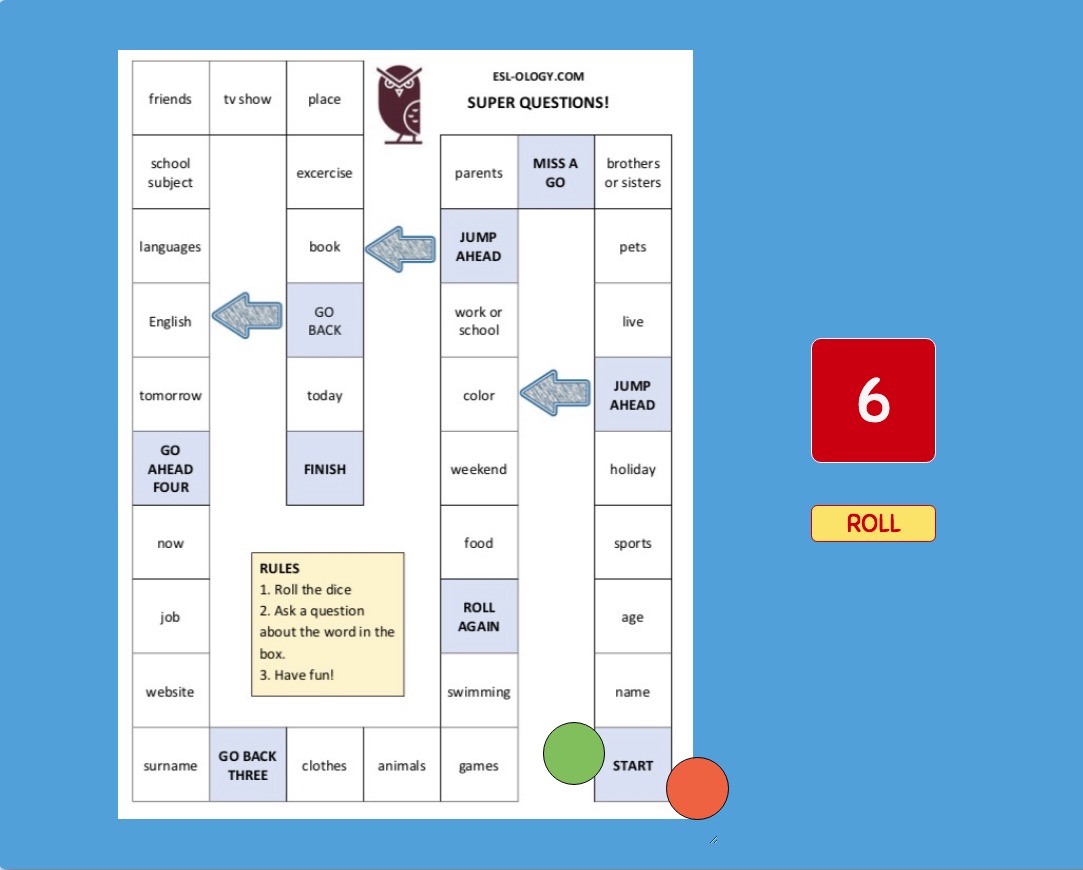 ESL-OLOGY.COM
SUPER QUESTIONS!
friends
tv show
place
school
subject
excercise
parents
MISS A
GO
brothers
or sisters
languages
book
JUMP
AHEAD
pets
English
GO
BACK
work or
school
live
tomorrow
today
color
JUMP
AHEAD
GO
AHEAD
FOUR
FINISH
weekend
holiday
now
food
sports
job
ROLL
AGAIN
age
website
swimming
name
surname
GO BACK
THREE
clothes
animals
games
START
RULES
1. Roll the dice
2. Ask a question
about the word in the
box.
3. Have fun!
6
ROLL